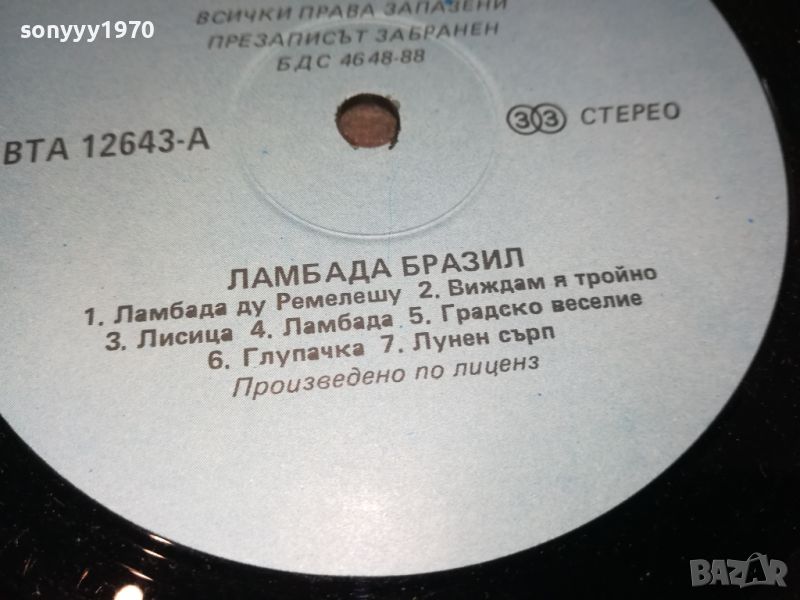 sonyyy1970
ВСИЧКИ ПРАВА ЗАПАЗЕНИ
ПРЕЗАПИСЪТ ЗАБРАНЕН
БДС 4648-88
ВТА 12643-А
33 СТЕРЕО
ЛАМБАДА БРАЗИЛ
1. Ламбада ду Ремелешу 2. Виждам я тройно
3. Лисица 4. Ламбада 5. Градско веселие
6. Глупачка 7. Лунен сърп
Произведено по лиценз
BAZAR